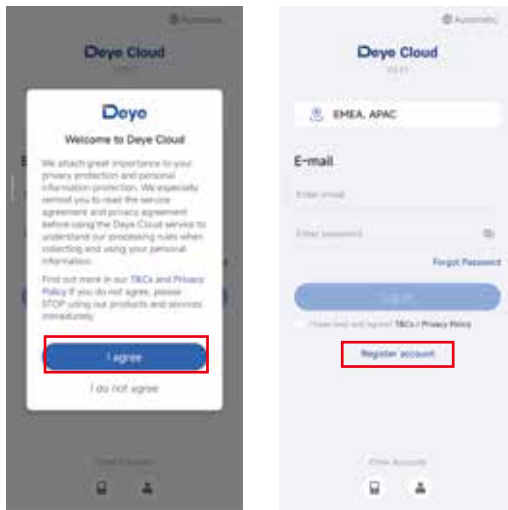 Automatic
Deye Cloud
Deye
Welcome to Deye Cloud
We attach great importance to your
privacy protection and personal
information protection. We especially
remind you to read the service
agreement and privacy agreement
before using the Deye Cloud service to
understand our processing rules when
collecting and using your personal
information.
Find out more in our T&Cs and Privacy
Policy If you do not agree, please
STOP using our products and services
immediately.
I agree
I do not agree
Automatic
Deye Cloud
EMEA, APAC
E-mail
Enter email
Enter password
Forgot Password
Log in
I have read and agreed T&Cs & Privacy Policy
Register account
Other Accounts